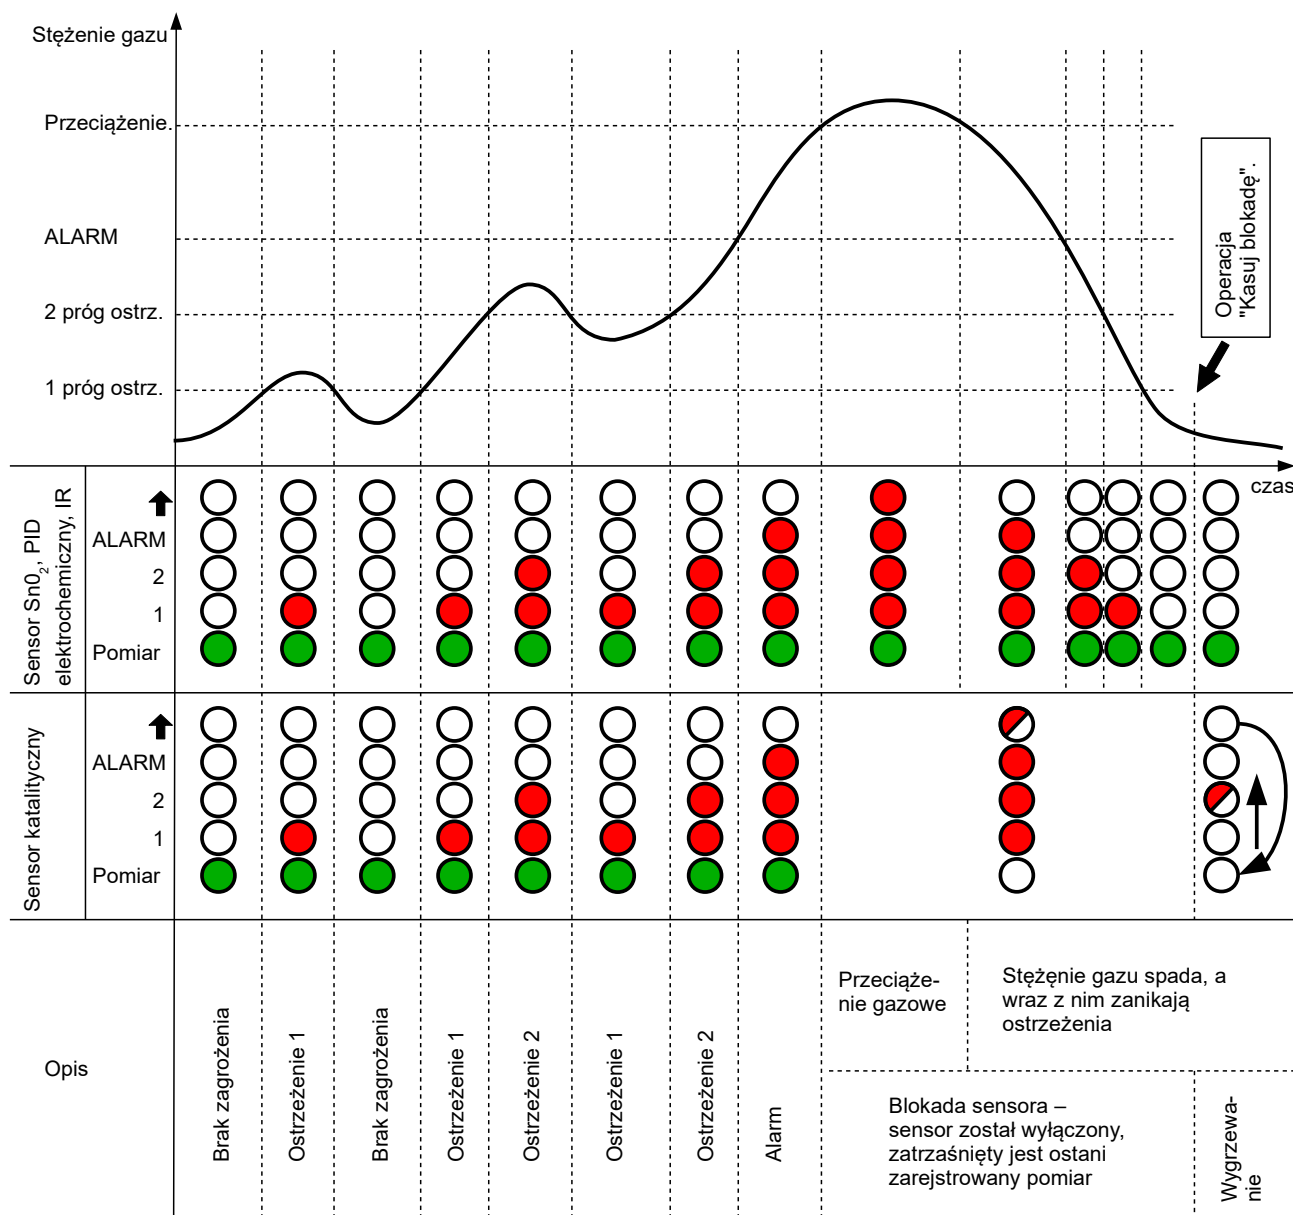 Stężenie gazu
Przeciążenie.
ALARM
2 próg ostrz.
1 próg ostrz.
Operacja
"Kasuj blokadę".
czas
Sensor Sn0₂, PID
elektrochemiczny, IR
ALARM
2
1
Pomiar
Sensor katalityczny
ALARM
2
1
Pomiar
Opis
Brak zagrożenia
Ostrzeżenie 1
Brak zagrożenia
Ostrzeżenie 1
Ostrzeżenie 2
Ostrzeżenie 1
Ostrzeżenie 2
Alarm
Przeciąże-
nie gazowe
Stężęnie gazu spada, a
wraz z nim zanikają
ostrzeżenia
Blokada sensora –
sensor został wyłączony,
zatrzaśnięty jest ostani
zarejstrowany pomiar
Wygrzewa-
nie